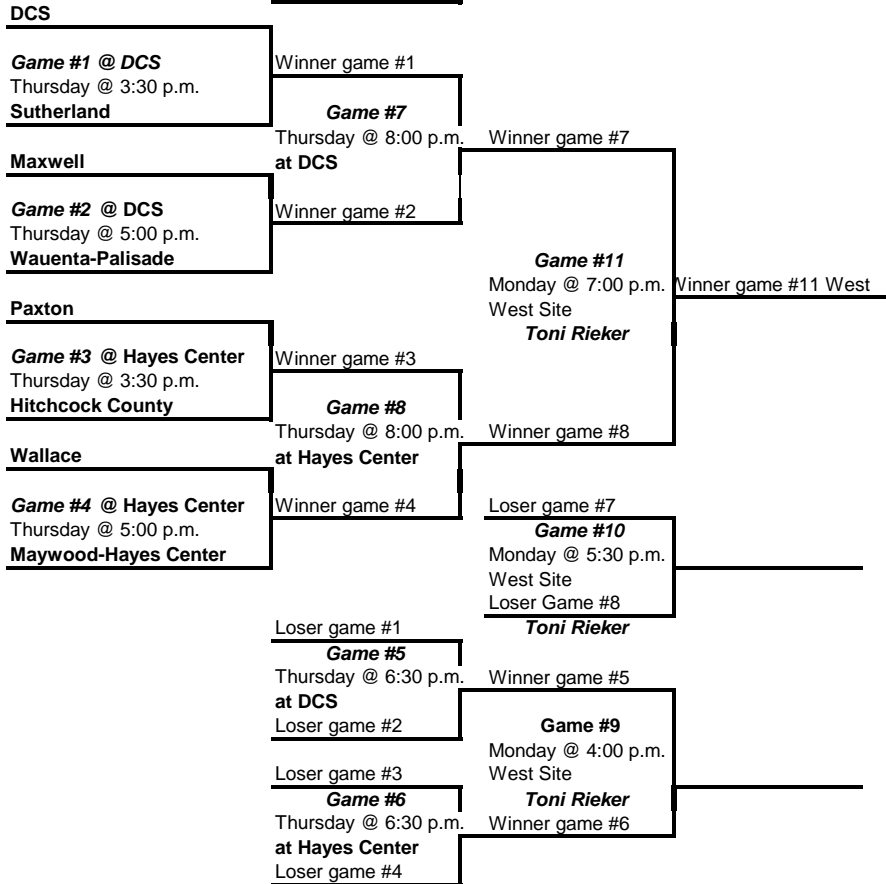 DCS
Game #1 @ DCS
Thursday @ 3:30 p.m.
Sutherland
Maxwell
Game #2 @ DCS
Thursday @ 5:00 p.m.
Wauenta-Palisade
Paxton
Game #3 @ Hayes Center
Thursday @ 3:30 p.m.
Hitchcock County
Wallace
Game #4 @ Hayes Center
Thursday @ 5:00 p.m.
Maywood-Hayes Center
Winner game #1
Game #7
Thursday @ 8:00 p.m.
at DCS
Winner game #2
Winner game #3
Game #8
Thursday @ 8:00 p.m.
at Hayes Center
Winner game #4
Loser game #1
Game #5
Thursday @ 6:30 p.m.
at DCS
Loser game #2
Loser game #3
Game #6
Thursday @ 6:30 p.m.
at Hayes Center
Loser game #4
Winner game #7
Game #11
Monday @ 7:00 p.m.
West Site
Toni Rieker
Winner game #8
Loser game #7
Game #10
Monday @ 5:30 p.m.
West Site
Loser Game #8
Toni Rieker
Winner game #5
Game #9
Monday @ 4:00 p.m.
West Site
Toni Rieker
Winner game #6
Winner game #11 West